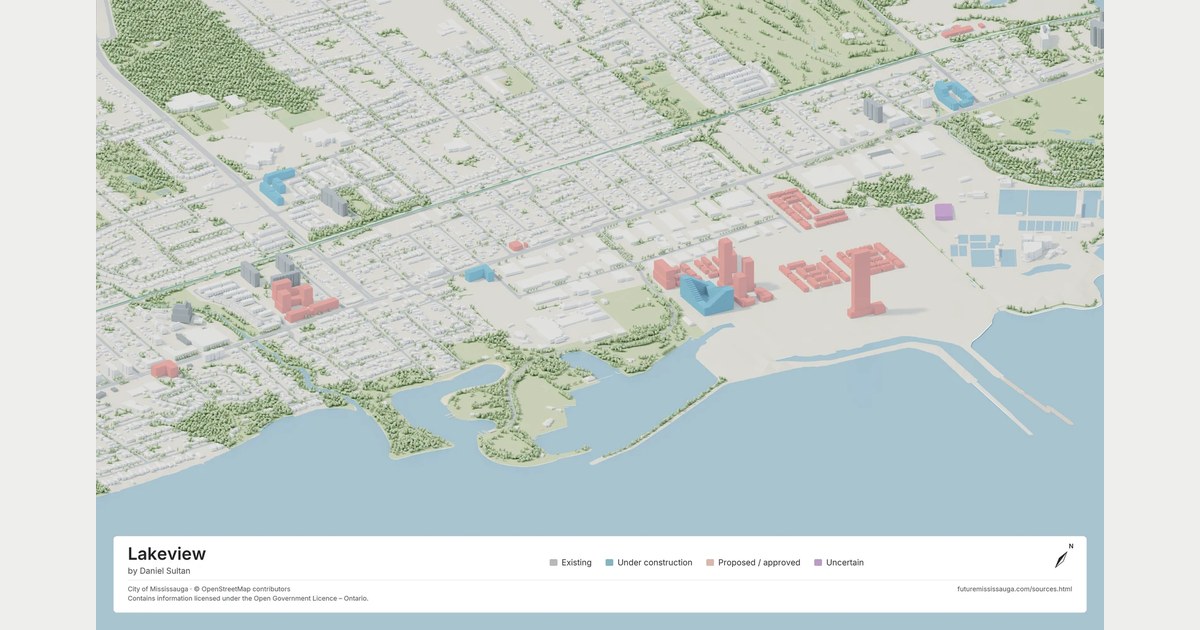 Lakeview
by Daniel Sultan
Existing
Under construction
Proposed / approved
Uncertain
N
City of Mississauga · © OpenStreetMap contributors
Contains information licensed under the Open Government Licence – Ontario.
futuremississauga.com/sources.html